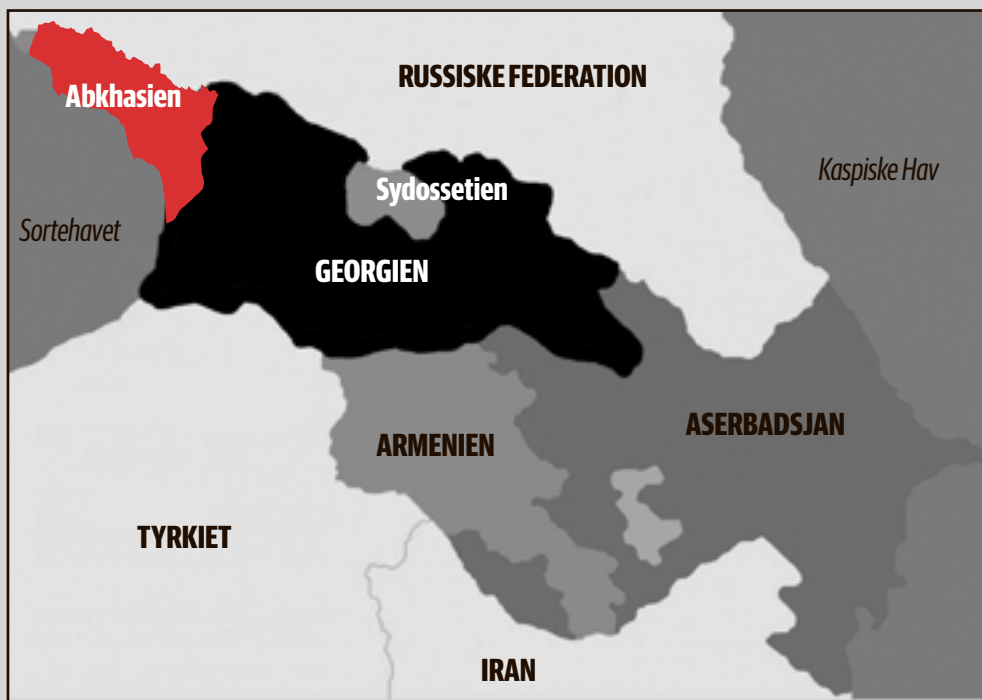 RUSSISKE FEDERATION
Abkhasien
Kaspiske Hav
Sydossetien
Sortehavet
GEORGIEN
ASERBADSJAN
ARMENIEN
TYRKIET
IRAN